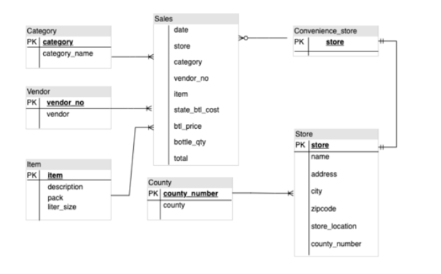 Category
PK category
category_name
Vendor
PK vendor_no
vendor
Item
PK item
description
pack
liter_size
Sales
date
store
category
vendor_no
item
state_btl_cost
btl_price
bottle_qty
total
County
PK county_number
county
Convenience_store
PK store
Store
PK store
name
address
city
zipcode
store_location
county_number